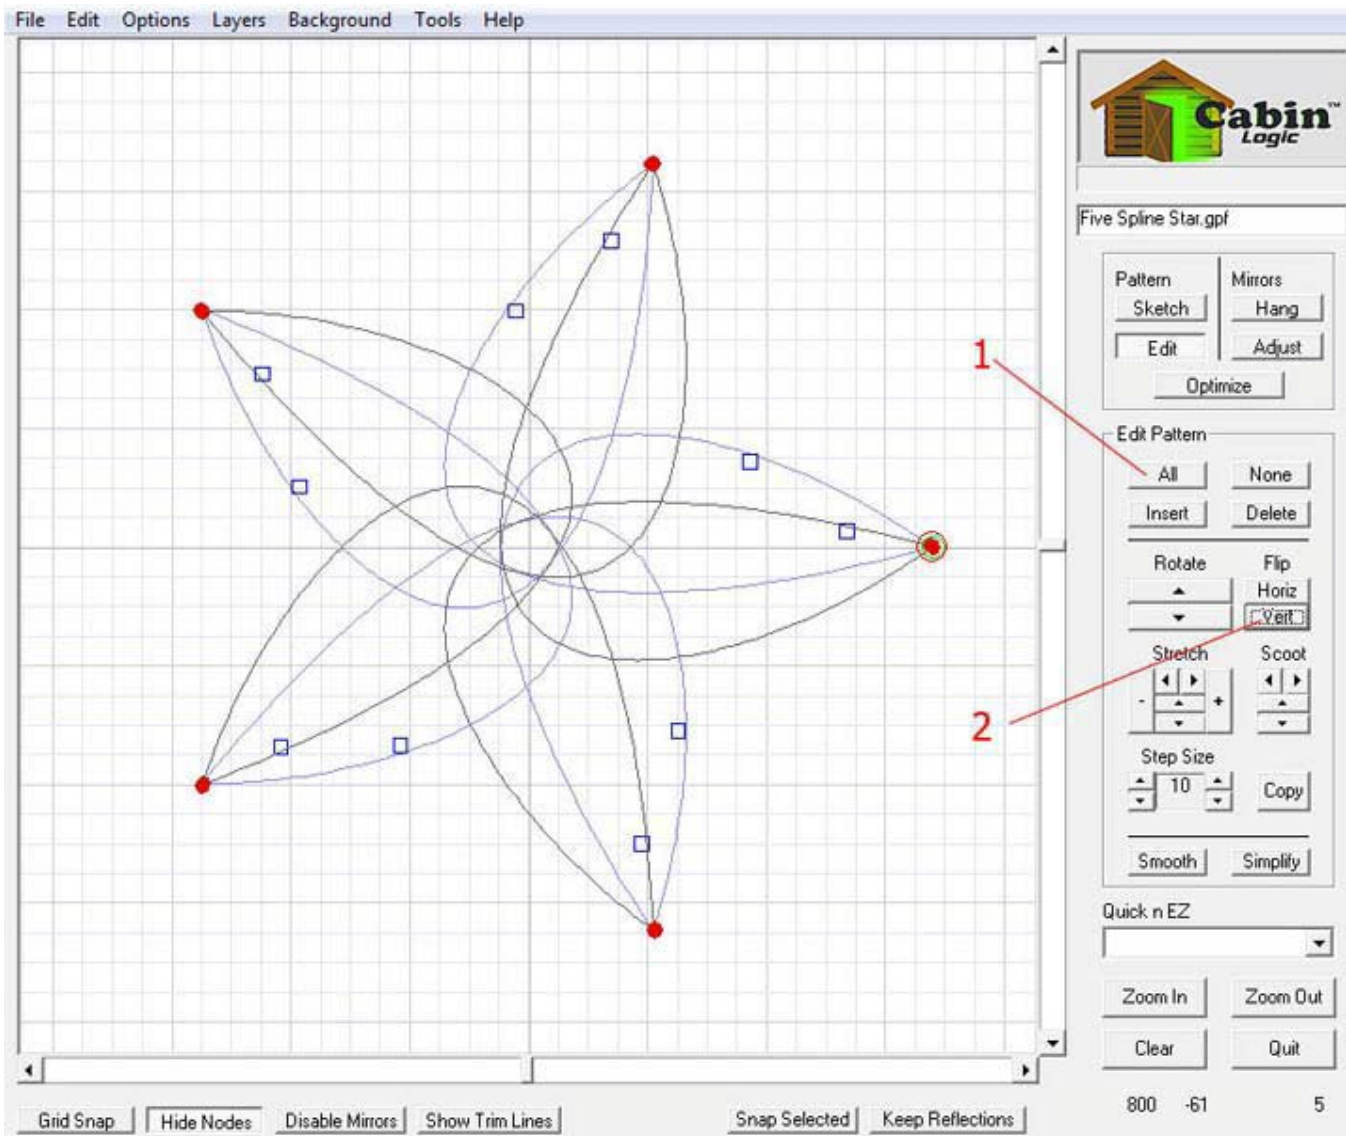 File Edit Options Layers Background Tools Help
Cabin™
Logic
Five Spline Star.gpf
Pattern Mirrors
Sketch Hang
Edit Adjust
Optimize
1
Edit Pattern
All None
Insert Delete
Rotate Flip
Horiz
Vert
Stretch Scoot
- +
2
Step Size
10 Copy
Smooth Simplify
Quick n EZ
Zoom In Zoom Out
Clear Quit
800 -61 5
Grid Snap Hide Nodes Disable Mirrors Show Trim Lines Snap Selected Keep Reflections